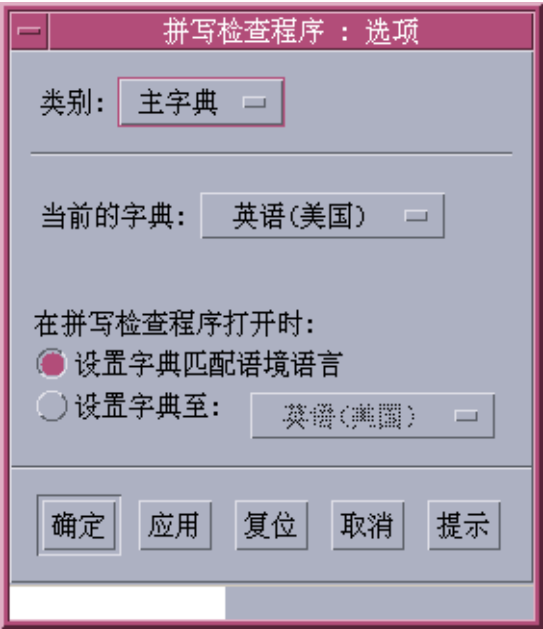 拼写检查程序 : 选项
类别: 主字典
当前的字典: 英语(美国)
在拼写检查程序打开时:
设置字典匹配语境语言
设置字典至: 英语(美国)
确定 应用 复位 取消 提示